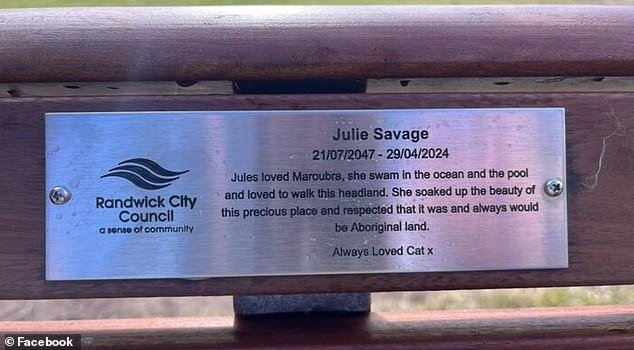 Julie Savage
21/07/2047 - 29/04/2024
Jules loved Maroubra, she swam in the ocean and the pool
and loved to walk this headland. She soaked up the beauty of
this precious place and respected that it was and always would
be Aboriginal land.
Always Loved Cat x
Randwick City
Council
a sense of community
© Facebook